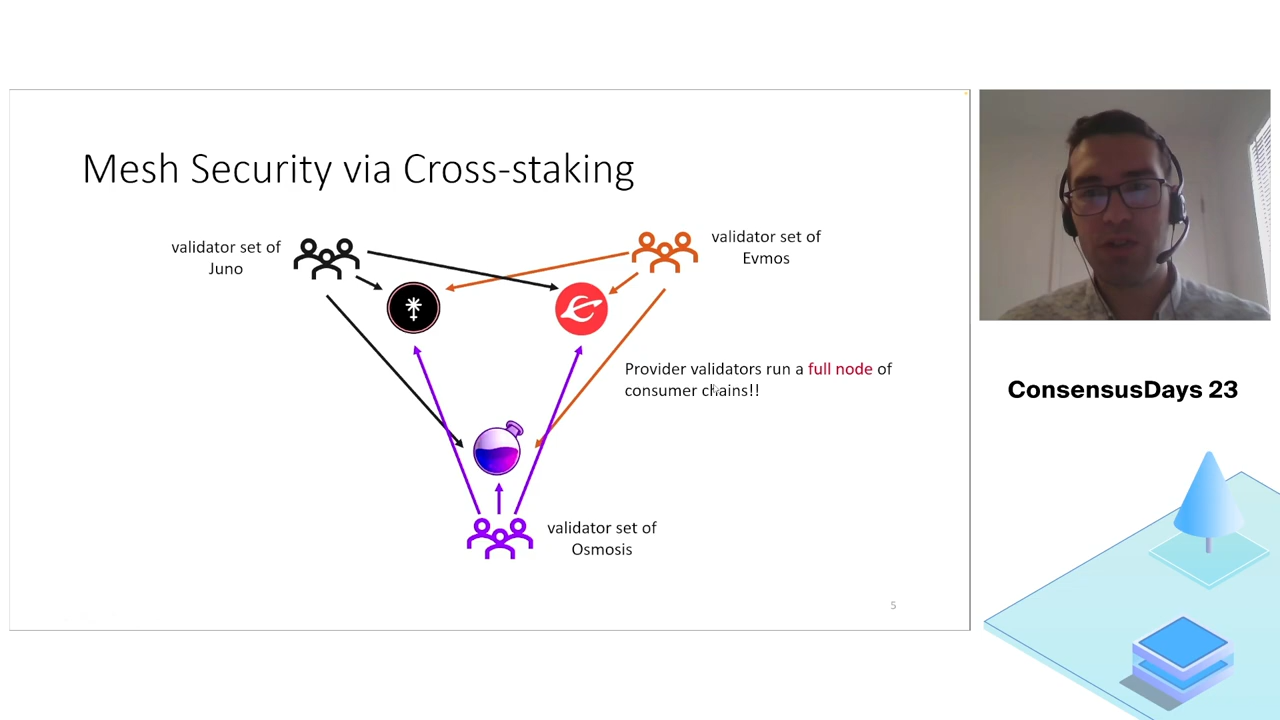 Mesh Security via Cross-staking
validator set of
Juno
validator set of
Evmos
Provider validators run a full node of
consumer chains!!
validator set of
Osmosis
5
ConsensusDays 23